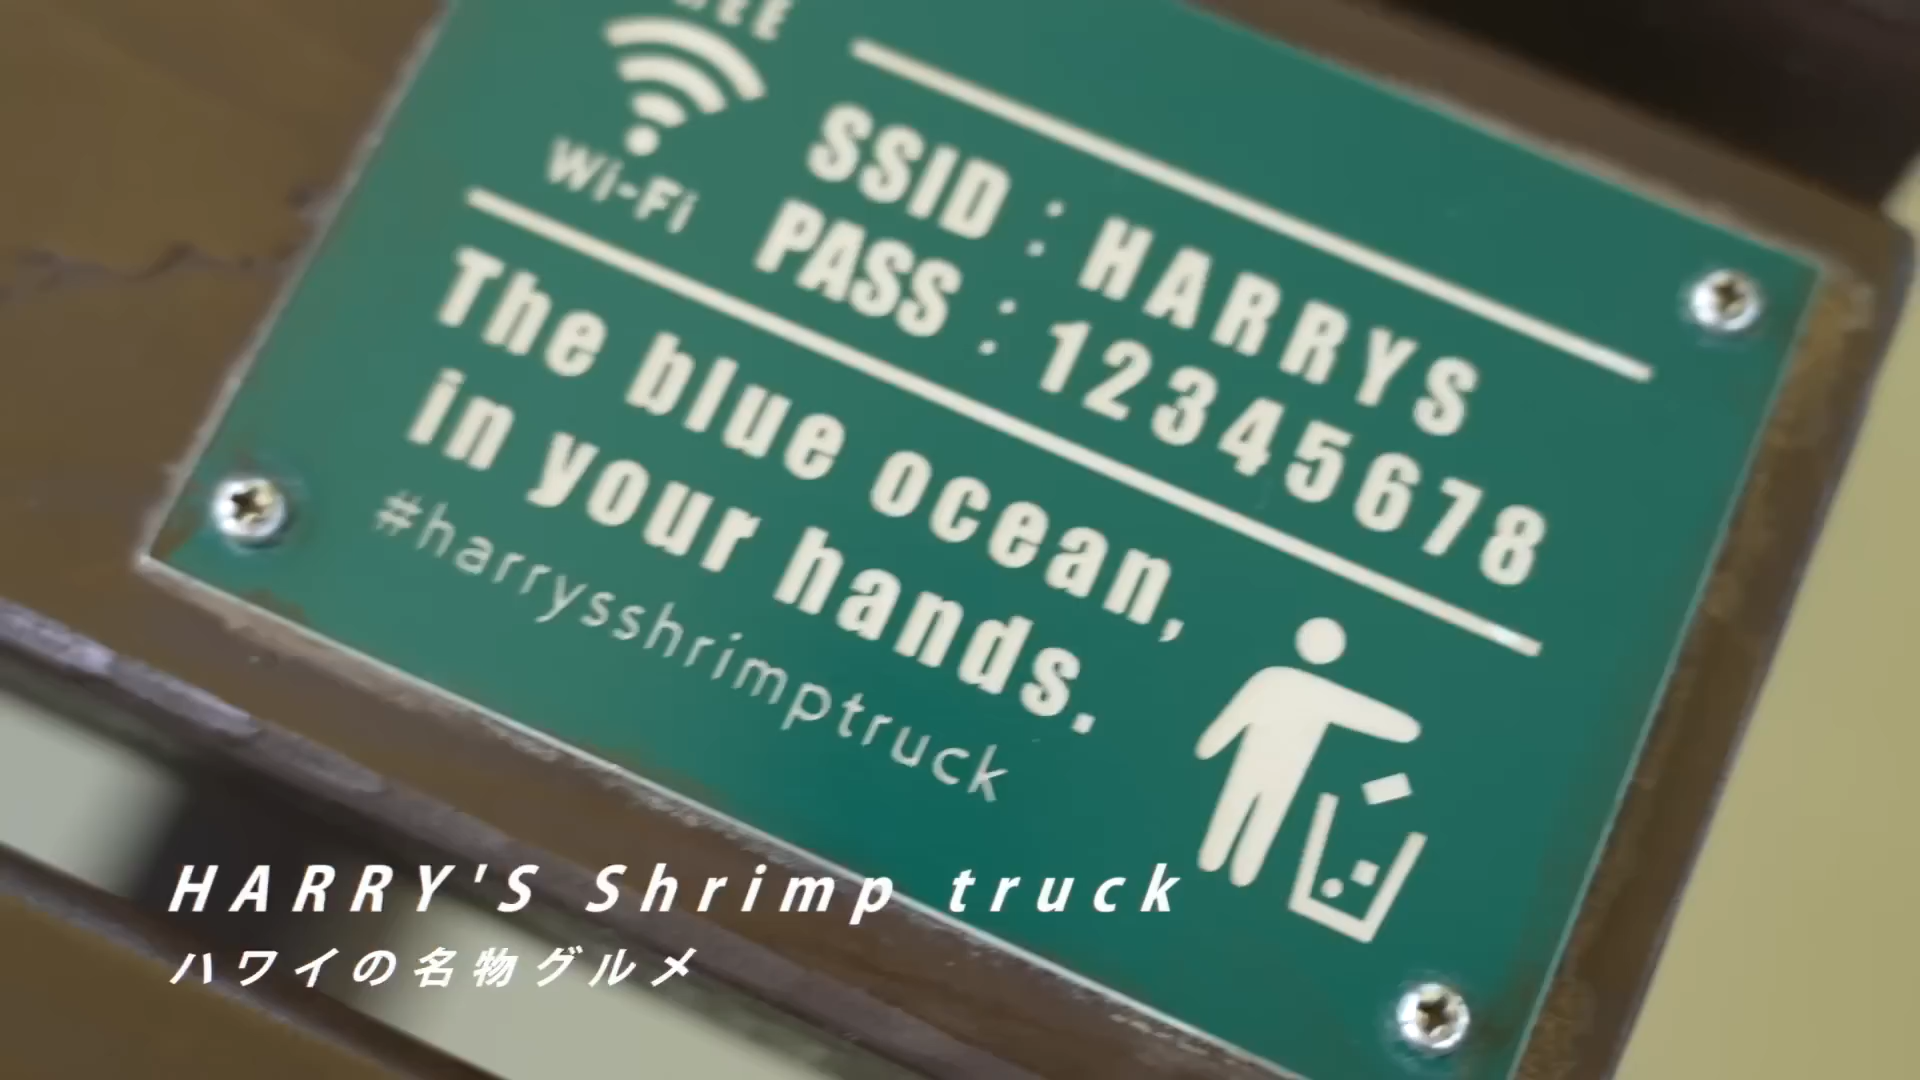 Wi-Fi
SSID : HARRYS
PASS : 12345678
The blue ocean,
in your hands.
#harrysshrimptruck
HARRY'S Shrimp truck
ハワイの名物グルメ